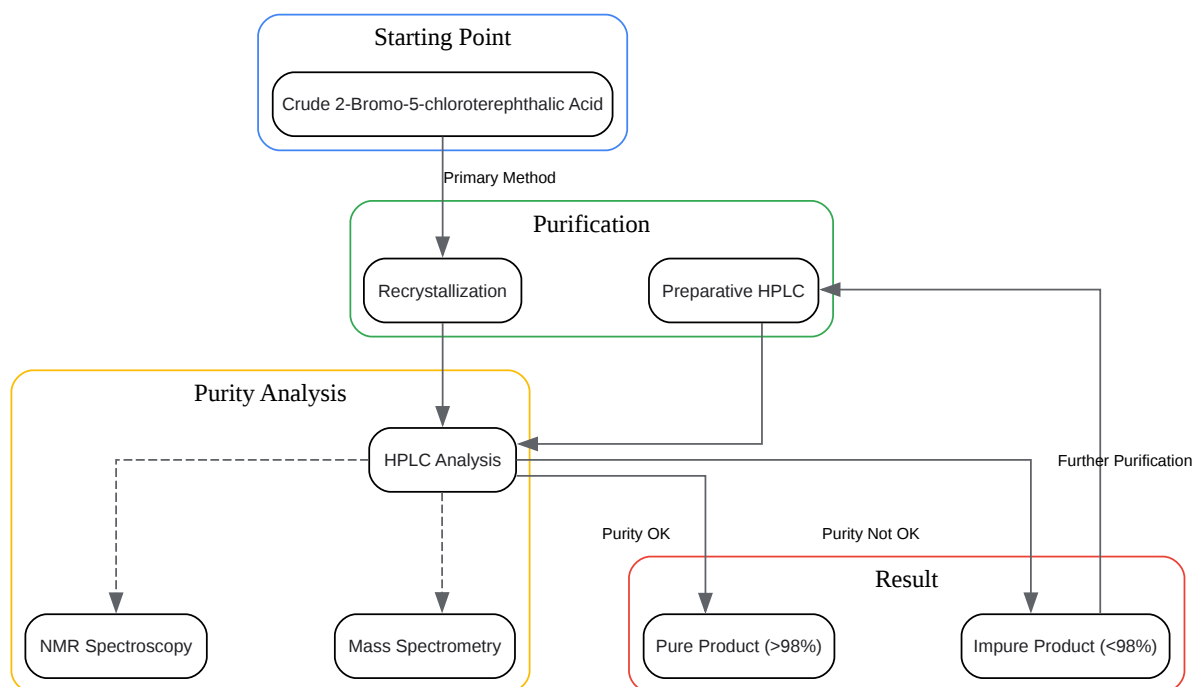 Starting Point
Crude 2-Bromo-5-chloroterephthalic Acid
Primary Method
Purification
Recrystallization
Preparative HPLC
Purity Analysis
HPLC Analysis
Further Purification
Purity OK
Purity Not OK
Result
NMR Spectroscopy
Mass Spectrometry
Pure Product (>98%)
Impure Product (<98%)